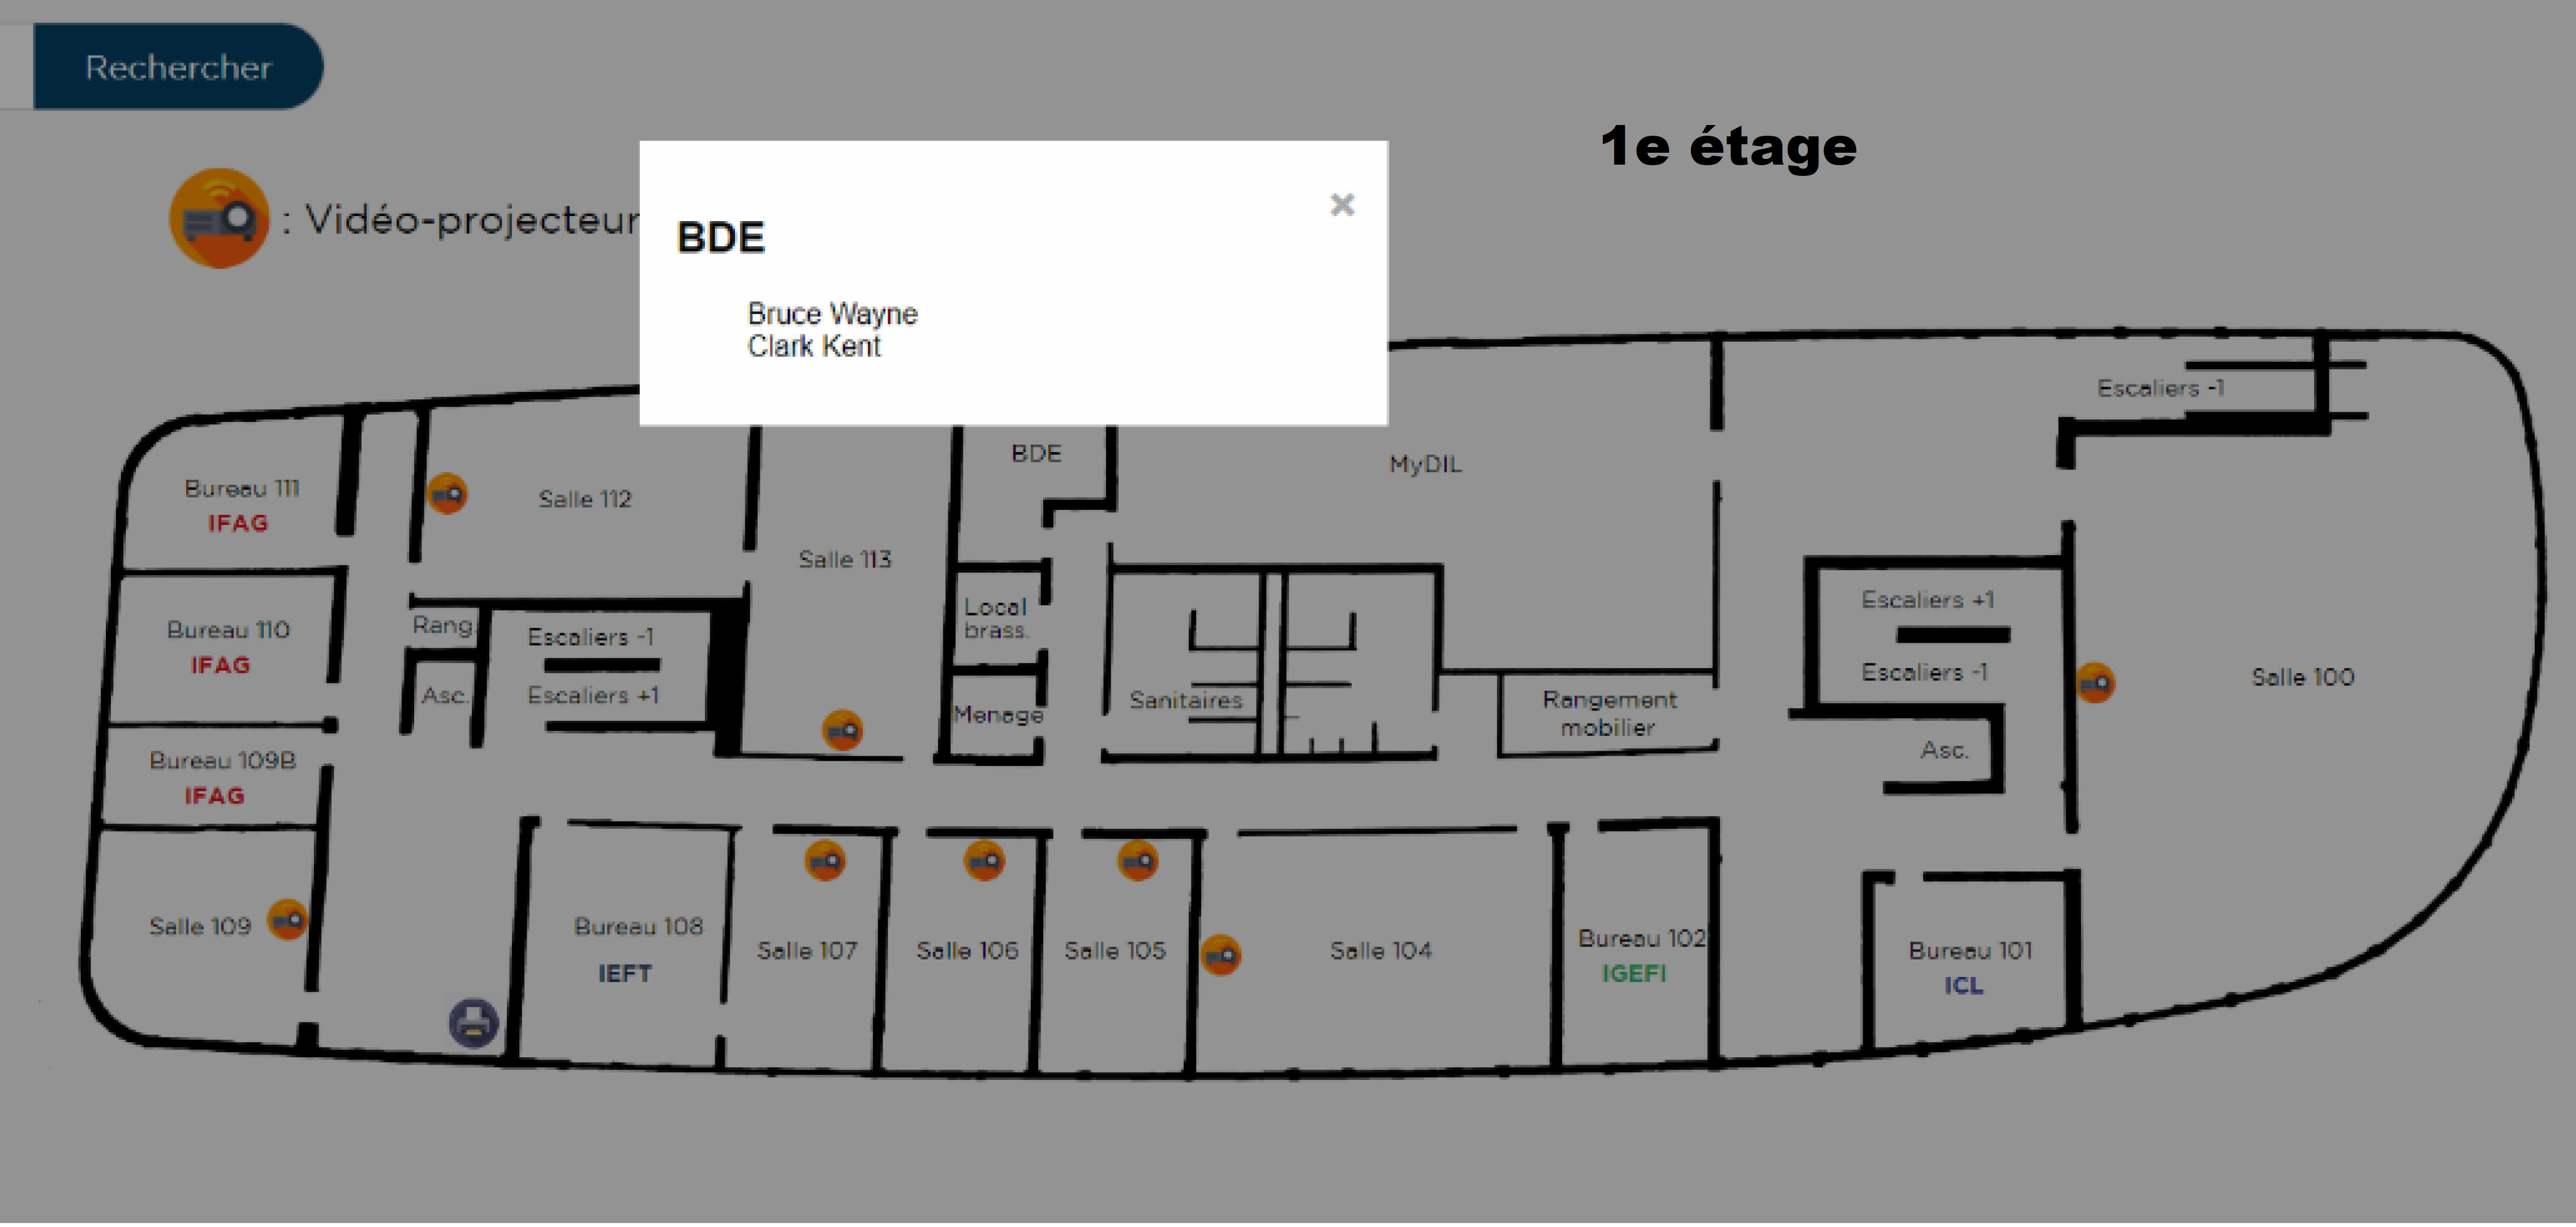 Rechercher
1e étage
: Vidéo-projecteur
×
BDE
Bruce Wayne
Clark Kent
Escaliers -1
BDE
MyDIL
Bureau 111
IFAG
Salle 112
Salle 113
Escaliers +1
Escaliers -1
Salle 100
Local
brass.
Bureau 110
IFAG
Rang.
Escaliers -1
Escaliers +1
Asc.
Menage
Sanitaires
Rangement
mobilier
Asc.
Bureau 109B
IFAG
Salle 109
Bureau 108
IEFT
Salle 107
Salle 106
Salle 105
Salle 104
Bureau 102
IGEFI
Bureau 101
ICL